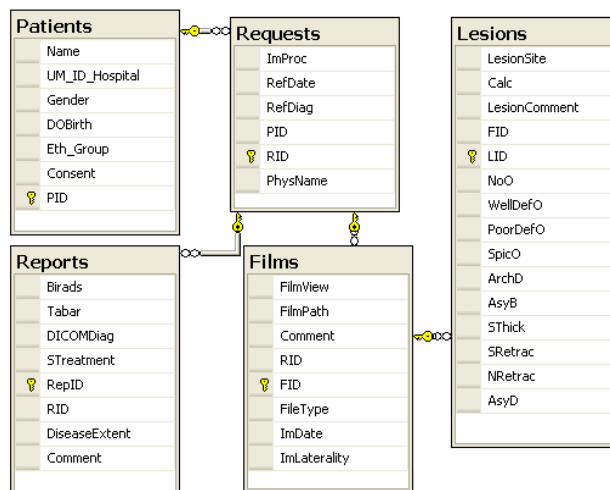 Patients
Name
UM_ID_Hospital
Gender
DOBirth
Eth_Group
Consent
PID
Requests
ImProc
RefDate
RefDiag
PID
RID
PhysName
Lesions
LesionSite
Calc
LesionComment
FID
LID
NoO
WellDefO
PoorDefO
SpicO
ArchD
AsyB
SThick
SRetrac
NRetrac
AsyD
Reports
Birads
Tabar
DICOMDiag
STreatment
RepID
RID
DiseaseExtent
Comment
Films
FilmView
FilmPath
Comment
RID
FID
FileType
ImDate
ImLaterality